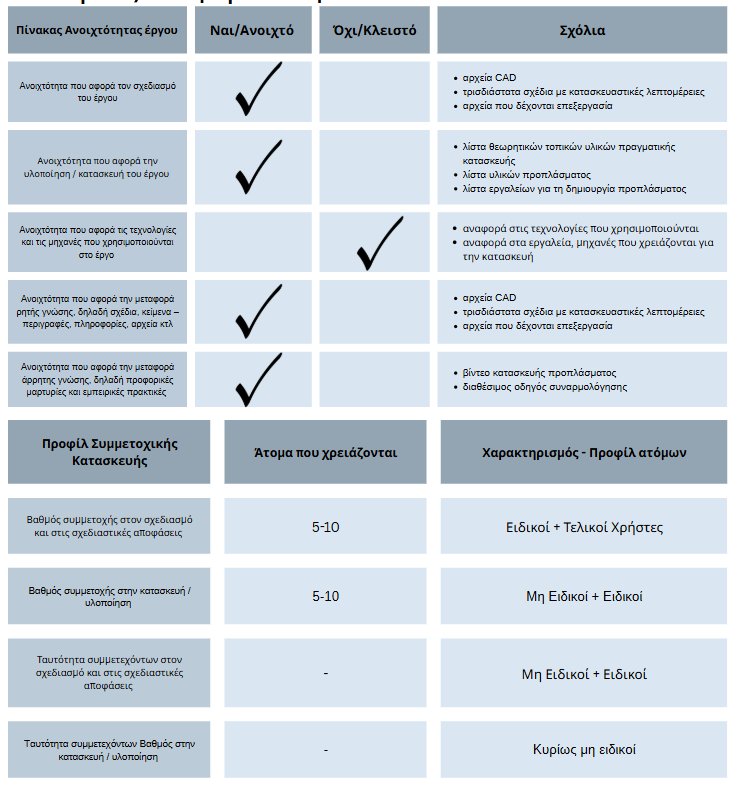 Πίνακας Ανοιχτότητας έργου
Ναι/Ανοιχτό
Όχι/Κλειστό
Σχόλια
Ανοιχτότητα που αφορά τον σχεδιασμό
του έργου
• αρχεία CAD
• τρισδιάστατα σχέδια με κατασκευαστικές λεπτομέρειες
• αρχεία που δέχονται επεξεργασία
Ανοιχτότητα που αφορά την
υλοποίηση / κατασκευή του έργου
• λίστα θεωρητικών τοπικών υλικών πραγματικής
κατασκευής
• λίστα υλικών προπλάσματος
• λίστα εργαλείων για τη δημιουργία προπλάσματος
Ανοιχτότητα που αφορά τις τεχνολογίες
και τις μηχανές που χρησιμοποιούνται
στο έργο
• αναφορά στις τεχνολογίες που χρησιμοποιούνται
• αναφορά στα εργαλεία, μηχανές που χρειάζονται για
την κατασκευή
Ανοιχτότητα που αφορά την μεταφορά
ρητής γνώσης, δηλαδή σχέδια, κείμενα –
περιγραφές, πληροφορίες, αρχεία κτλ
• αρχεία CAD
• τρισδιάστατα σχέδια με κατασκευαστικές λεπτομέρειες
• αρχεία που δέχονται επεξεργασία
Ανοιχτότητα που αφορά την μεταφορά
άρρητης γνώσης, δηλαδή προφορικές
μαρτυρίες και εμπειρικές πρακτικές
• βίντεο κατασκευής προπλάσματος
• διαθέσιμος οδηγός συναρμολόγησης
Προφίλ Συμμετοχικής
Κατασκευής
Άτομα που χρειάζονται
Χαρακτηρισμός - Προφίλ ατόμων
Βαθμός συμμετοχής στον σχεδιασμό
και στις σχεδιαστικές αποφάσεις
5-10
Ειδικοί + Τελικοί Χρήστες
Βαθμός συμμετοχής στην κατασκευή /
υλοποίηση
5-10
Μη Ειδικοί + Ειδικοί
Ταυτότητα συμμετεχόντων στον
σχεδιασμό και στις σχεδιαστικές
αποφάσεις
-
Μη Ειδικοί + Ειδικοί
Ταυτότητα συμμετεχόντων Βαθμός στην
κατασκευή / υλοποίηση
-
Κυρίως μη ειδικοί